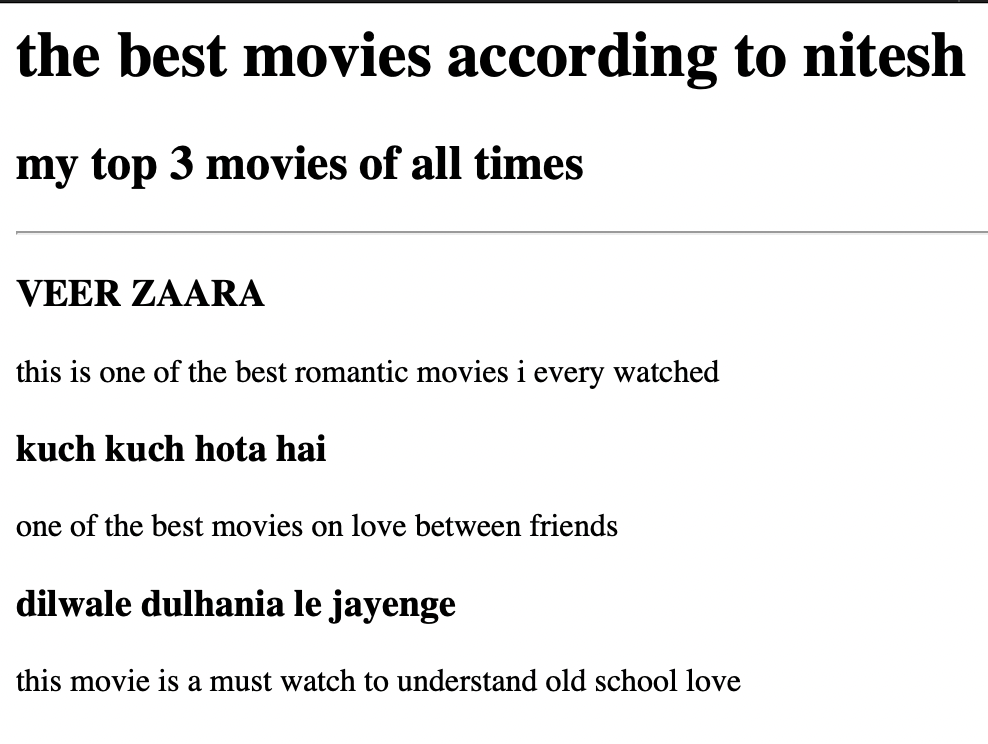 the best movies according to nitesh
my top 3 movies of all times
VEER ZAARA
this is one of the best romantic movies i every watched
kuch kuch hota hai
one of the best movies on love between friends
dilwale dulhania le jayenge
this movie is a must watch to understand old school love